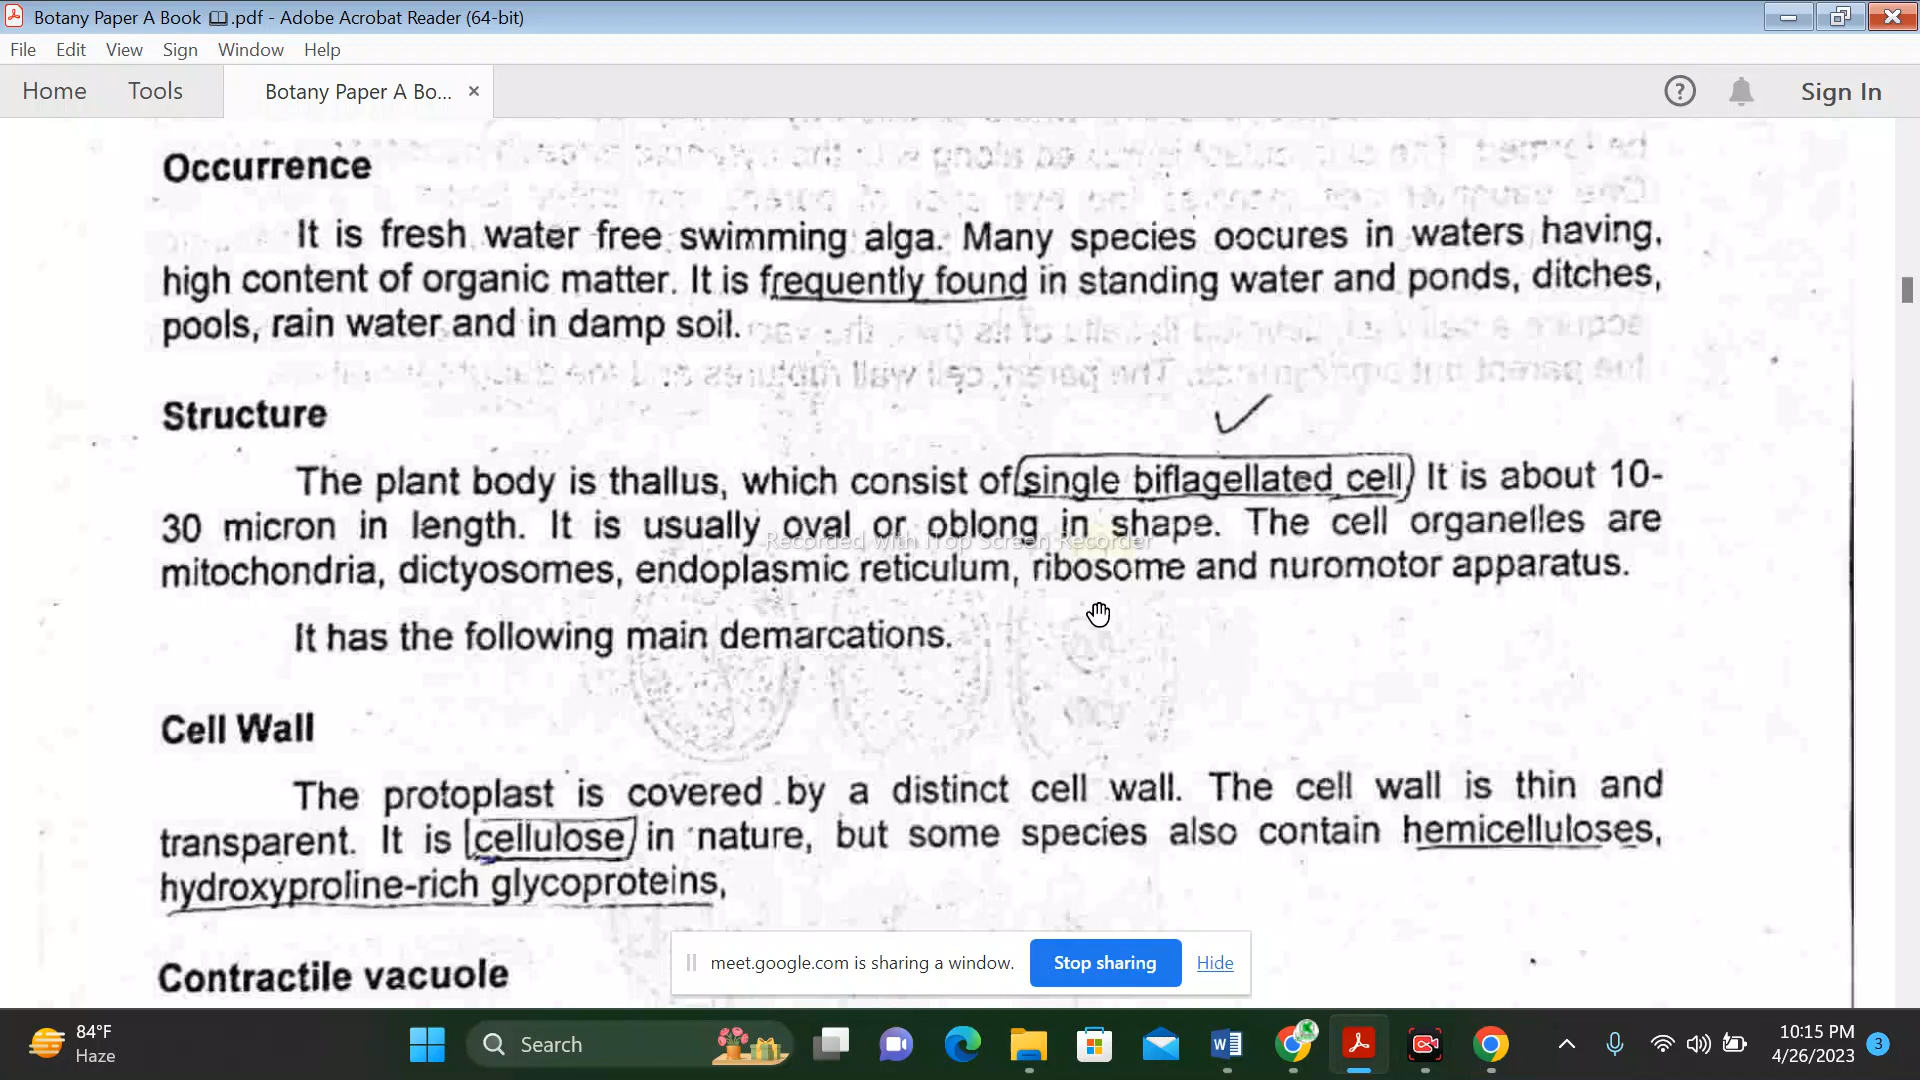 Botany Paper A Book 📖.pdf - Adobe Acrobat Reader (64-bit)
File Edit View Sign Window Help
Home Tools Botany Paper A Bo... × Sign In
Occurrence
It is fresh water free swimming alga. Many species oocures in waters having,
high content of organic matter. It is frequently found in standing water and ponds, ditches,
pools, rain water and in damp soil.
Structure
The plant body is thallus, which consist of single biflagellated cell) It is about 10-
30 micron in length. It is usually oval or oblong in shape. The cell organelles are
Recorded with iTop Screen Recorder
mitochondria, dictyosomes, endoplasmic reticulum, ribosome and nuromotor apparatus.
It has the following main demarcations.
Cell Wall
The protoplast is covered by a distinct cell wall. The cell wall is thin and
transparent. It is cellulose in nature, but some species also contain hemicelluloses,
hydroxyproline-rich glycoproteins,
Contractile vacuole
meet.google.com is sharing a window. Stop sharing Hide
84°F
Haze
Search
10:15 PM
4/26/2023
3